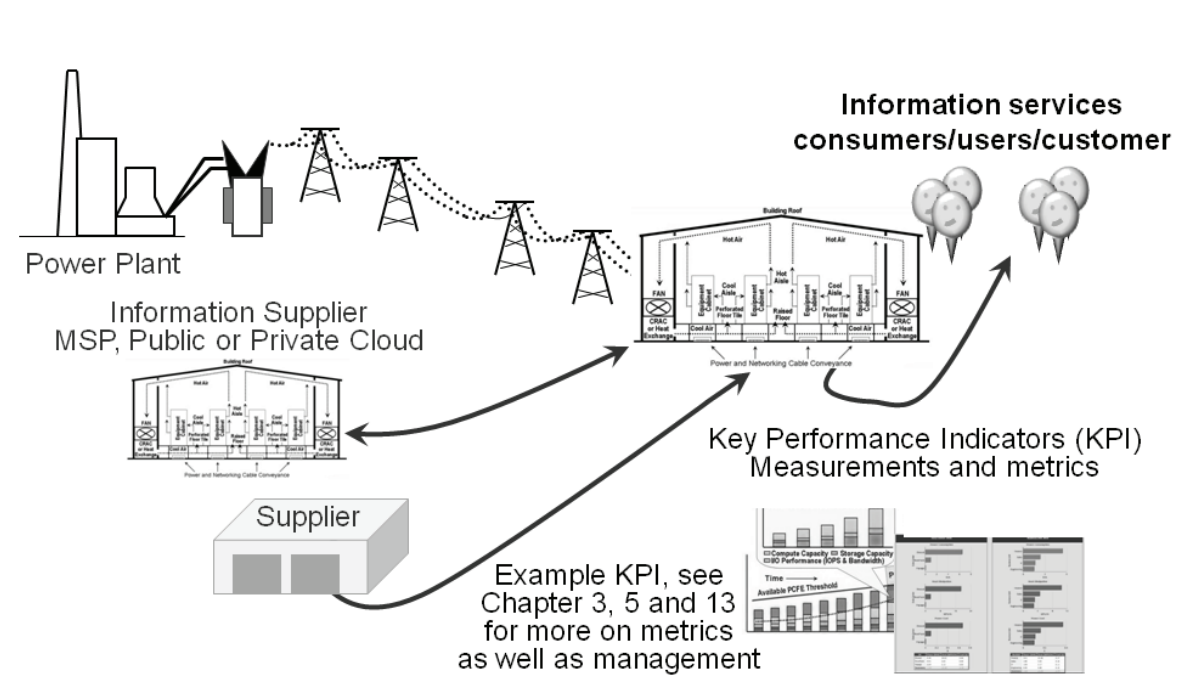 Information services
consumers/users/customer
Power Plant
Building Roof
Hot Air
Hot Air
Hot
Aisle
Cool
Aisle
Cool
Aisle
Equipment
Cabinet
Equipment
Cabinet
Equipment
Cabinet
Equipment
Cabinet
FAN
FAN
Perforated
Floor Tile
Raised
Floor
Perforated
Floor Tile
CRAC
or Heat
Exchange
Cool Air
Cool Air
CRAC
or Heat
Exchange
Power and Networking Cable Conveyance
Information Supplier
MSP, Public or Private Cloud
Building Roof
Hot Air
Hot Air
Hot
Aisle
Cool
Aisle
Cool
Aisle
Equipment
Cabinet
Equipment
Cabinet
Equipment
Cabinet
Equipment
Cabinet
FAN
FAN
Perforated
Floor Tile
Raised
Floor
Perforated
Floor Tile
CRAC
or Heat
Exchange
Cool Air
Cool Air
CRAC
or Heat
Exchange
Power and Networking Cable Conveyance
Supplier
Key Performance Indicators (KPI)
Measurements and metrics
Compute Capacity Storage Capacity
I/O Performance (IOPS & Bandwidth)
Time
P
Available PCFE Threshold
Example KPI, see
Chapter 3, 5 and 13
for more on metrics
as well as management